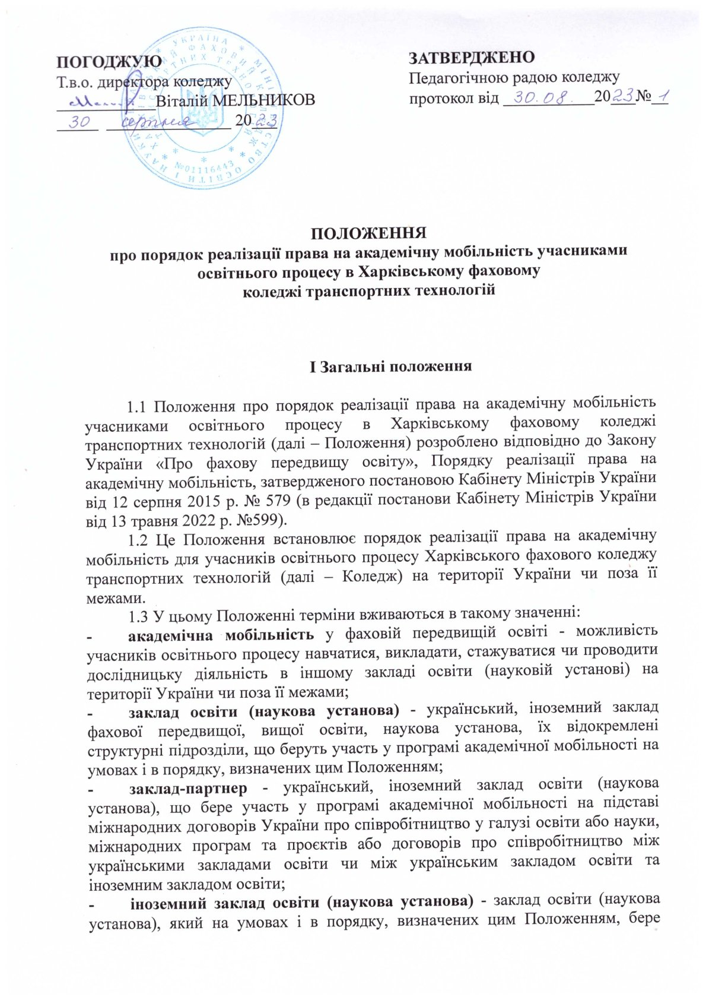 ПОГОДЖУЮ
Т.в.о. директора коледжу
Віталій МЕЛЬНИКОВ
30 серпня 2023
ЗАТВЕРДЖЕНО
Педагогічною радою коледжу
протокол від 30.08. 2023 № 1
УКРАЇНА * МІНІСТЕРСТВО ОСВІТИ І НАУКИ УКРАЇНИ *
ХАРКІВСЬКИЙ ФАХОВИЙ КОЛЕДЖ
ТРАНСПОРТНИХ ТЕХНОЛОГІЙ
* * *
№01116443
ПОЛОЖЕННЯ
про порядок реалізації права на академічну мобільність учасниками
освітнього процесу в Харківському фаховому
коледжі транспортних технологій
І Загальні положення
1.1 Положення про порядок реалізації права на академічну мобільність
учасниками освітнього процесу в Харківському фаховому коледжі
транспортних технологій (далі – Положення) розроблено відповідно до Закону
України «Про фахову передвищу освіту», Порядку реалізації права на
академічну мобільність, затвердженого постановою Кабінету Міністрів України
від 12 серпня 2015 р. № 579 (в редакції постанови Кабінету Міністрів України
від 13 травня 2022 р. №599).
1.2 Це Положення встановлює порядок реалізації права на академічну
мобільність для учасників освітнього процесу Харківського фахового коледжу
транспортних технологій (далі – Коледж) на території України чи поза її
межами.
1.3 У цьому Положенні терміни вживаються в такому значенні:
- академічна мобільність у фаховій передвищій освіті - можливість
учасників освітнього процесу навчатися, викладати, стажуватися чи проводити
дослідницьку діяльність в іншому закладі освіти (науковій установі) на
території України чи поза її межами;
- заклад освіти (наукова установа) - український, іноземний заклад
фахової передвищої, вищої освіти, наукова установа, їх відокремлені
структурні підрозділи, що беруть участь у програмі академічної мобільності на
умовах і в порядку, визначених цим Положенням;
- заклад-партнер - український, іноземний заклад освіти (наукова
установа), що бере участь у програмі академічної мобільності на підставі
міжнародних договорів України про співробітництво у галузі освіти або науки,
міжнародних програм та проєктів або договорів про співробітництво між
українськими закладами освіти чи між українським закладом освіти та
іноземним закладом освіти;
- іноземний заклад освіти (наукова установа) - заклад освіти (наукова
установа), який на умовах і в порядку, визначених цим Положенням, бере